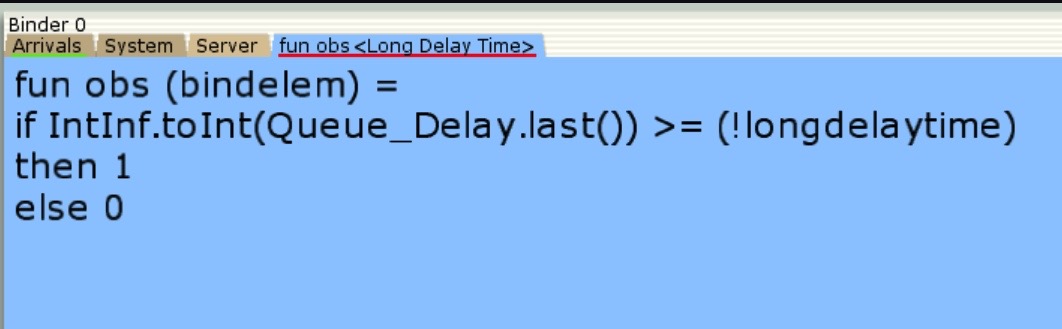 Binder 0
Arrivals System Server fun obs <Long Delay Time>
fun obs (bindelem) =
if IntInf.toInt(Queue_Delay.last()) >= (!longdelaytime)
then 1
else 0